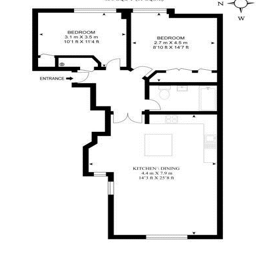 N
W
BEDROOM
3.1 m X 3.5 m
10'1 ft X 11'4 ft
BEDROOM
2.7 m X 4.5 m
8'10 ft X 14'7 ft
ENTRANCE
KITCHEN / DINING
4.4 m X 7.9 m
14'1 ft X 25'8 ft